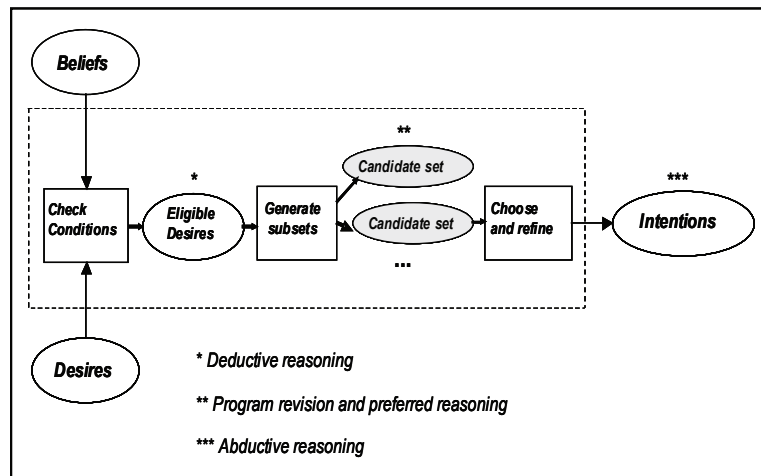 Beliefs
**
* 
Candidate set
***
Check
Conditions
Eligible
Desires
Generate
subsets
Candidate set
Choose
and refine
Intentions
...
Desires
* Deductive reasoning
** Program revision and preferred reasoning
*** Abductive reasoning